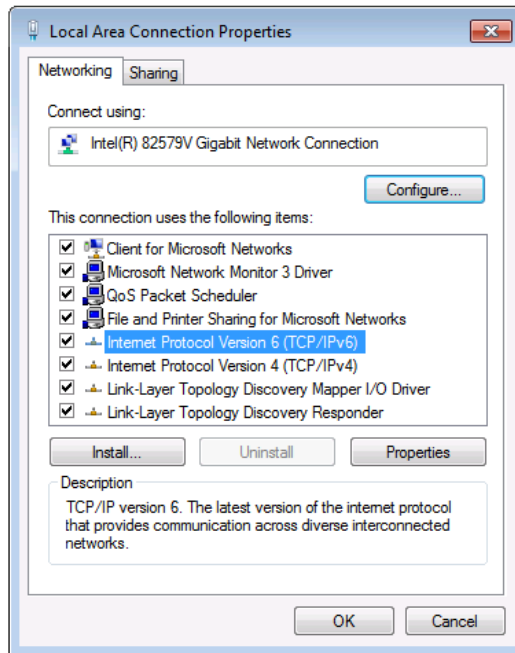 Local Area Connection Properties
Networking
Sharing
Connect using:
Intel(R) 82579V Gigabit Network Connection
Configure...
This connection uses the following items:
Client for Microsoft Networks
Microsoft Network Monitor 3 Driver
QoS Packet Scheduler
File and Printer Sharing for Microsoft Networks
Internet Protocol Version 6 (TCP/IPv6)
Internet Protocol Version 4 (TCP/IPv4)
Link-Layer Topology Discovery Mapper I/O Driver
Link-Layer Topology Discovery Responder
Install...
Uninstall
Properties
Description
TCP/IP version 6. The latest version of the internet protocol
that provides communication across diverse interconnected
networks.
OK
Cancel